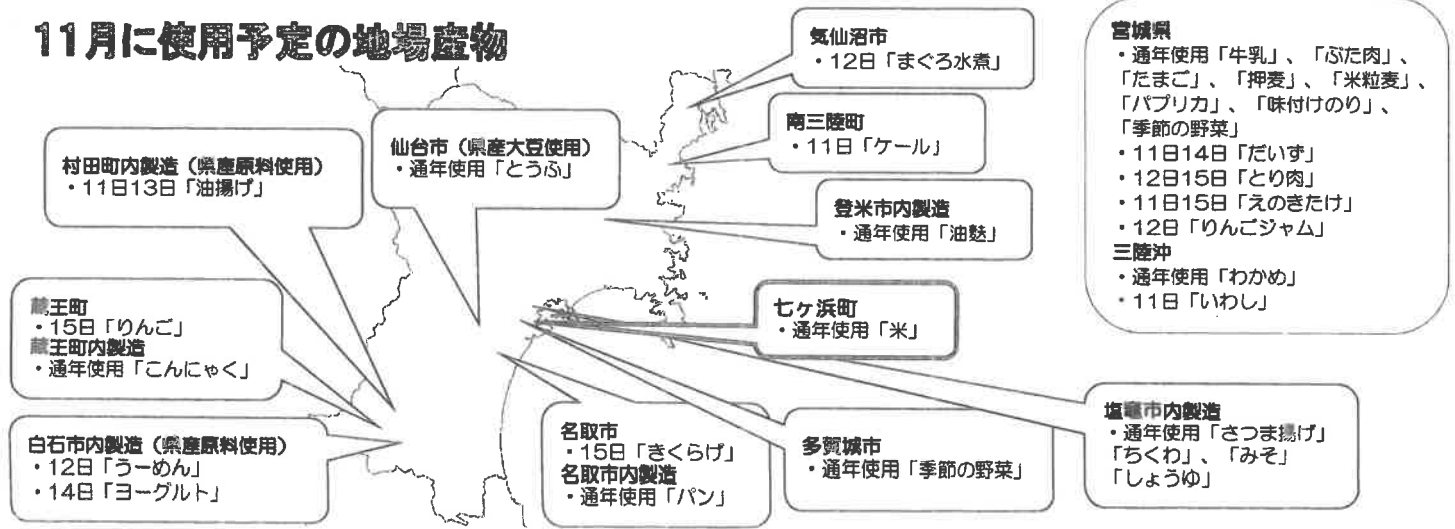 11月に使用予定の地場産物
気仙沼市
・12日「まぐろ水煮」
南三陸町
・11日「ケール」
登米市内製造
・通年使用「油麩」
仙台市（県産大豆使用）
・通年使用「とうふ」
村田町内製造（県産原料使用）
・11日13日「油揚げ」
蔵王町
・15日「りんご」
蔵王町内製造
・通年使用「こんにゃく」
白石市内製造（県産原料使用）
・12日「うーめん」
・14日「ヨーグルト」
七ヶ浜町
・通年使用「米」
名取市
・15日「きくらげ」
名取市内製造
・通年使用「パン」
多賀城市
・通年使用「季節の野菜」
塩竈市内製造
・通年使用「さつま揚げ」
「ちくわ」、「みそ」
「しょうゆ」
宮城県
・通年使用「牛乳」、「ぶた肉」、
「たまご」、「押麦」、「米粒麦」、
「パプリカ」、「味付けのり」、
「季節の野菜」
・11日14日「だいず」
・12日15日「とり肉」
・11日15日「えのきたけ」
・12日「りんごジャム」
三陸沖
・通年使用「わかめ」
・11日「いわし」